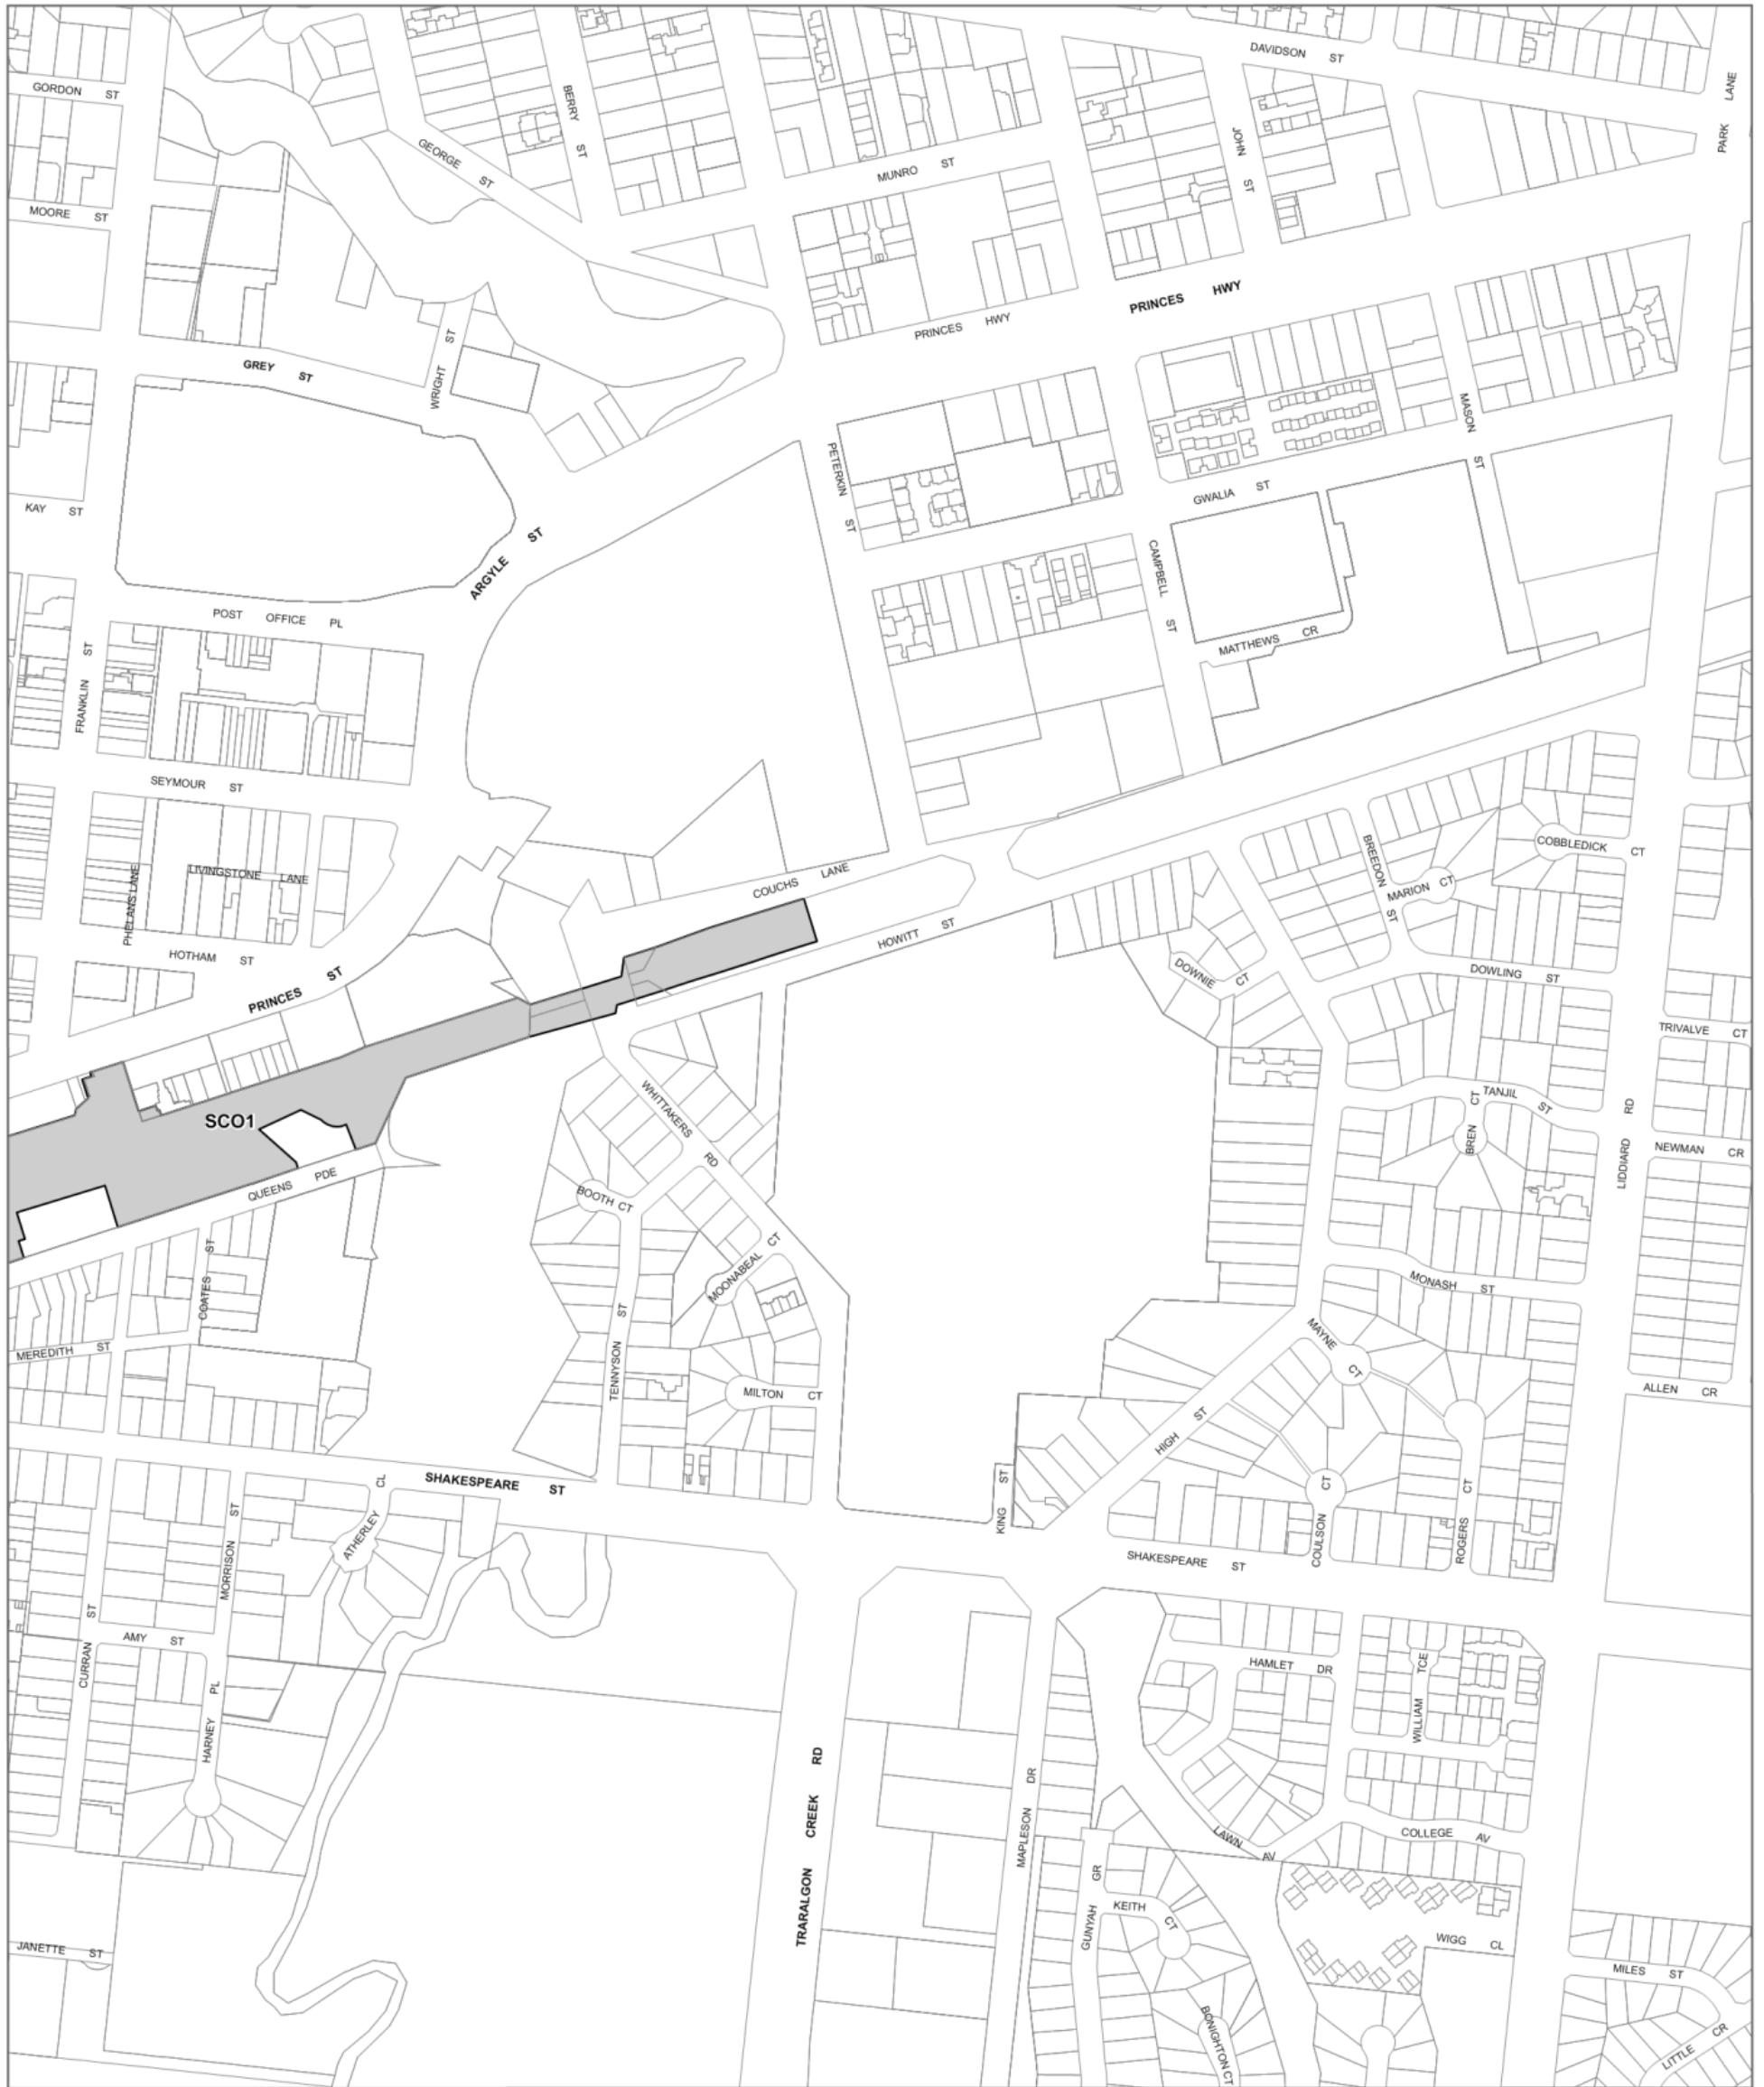 DAVIDSON ST
GORDON ST
BERRY ST
PARK LANE
GEORGE ST
JOHN ST
MUNRO ST
MOORE ST
PRINCES HWY
PRINCES HWY
WRIGHT ST
GREY ST
MASON ST
PETERKIN ST
GWALIA ST
KAY ST
ARGYLE ST
CAMPBELL ST
POST OFFICE PL
MATTHEWS CR
FRANKLIN ST
SEYMOUR ST
COBBLEDICK CT
BREEDON ST
LIVINGSTONE LANE
COUCHS LANE
MARION CT
PHELANS LANE
HOWITT ST
HOTHAM ST
DOWNIE CT
DOWLING ST
PRINCES ST
TRIVALVE CT
WHITTAKERS RD
TANJIL ST
SCO1
BREN CT
LIDDIARD RD
NEWMAN CR
QUEENS PDE
BOOTH CT
COATES ST
MOONABEAL CT
MONASH ST
MAYNE CT
MEREDITH ST
TENNYSON ST
MILTON CT
ALLEN CR
HIGH ST
SHAKESPEARE ST
KING ST
COULSON CT
ROGERS CT
ATHERLEY CL
MORRISON ST
SHAKESPEARE ST
CURRAN ST
AMY ST
HAMLET DR
WILLIAM TCE
HARNEY PL
TRARALGON CREEK RD
MAPLESON DR
LAWN AV
COLLEGE AV
GUNYAH GR
KEITH CT
WIGG CL
JANETTE ST
MILES ST
BONIGHTON CT
LITTLE CR